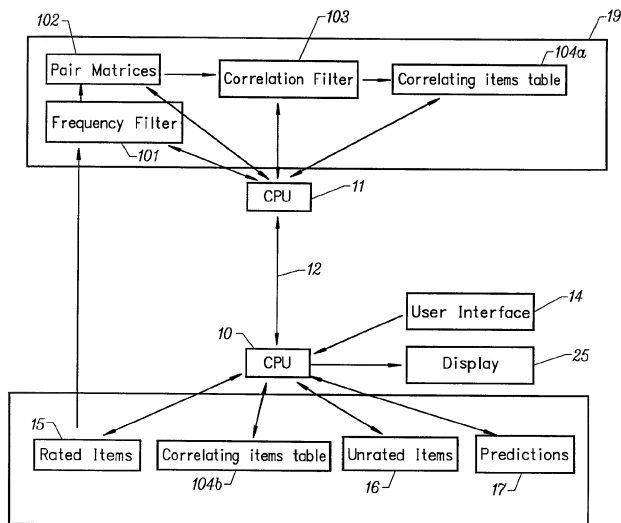 102
103
19
104a
Pair Matrices
Correlation Filter
Correlating items table
Frequency Filter
101
CPU
11
12
14
User Interface
10
CPU
Display
25
15
Rated Items
Correlating items table
Unrated Items
Predictions
104b
16
17